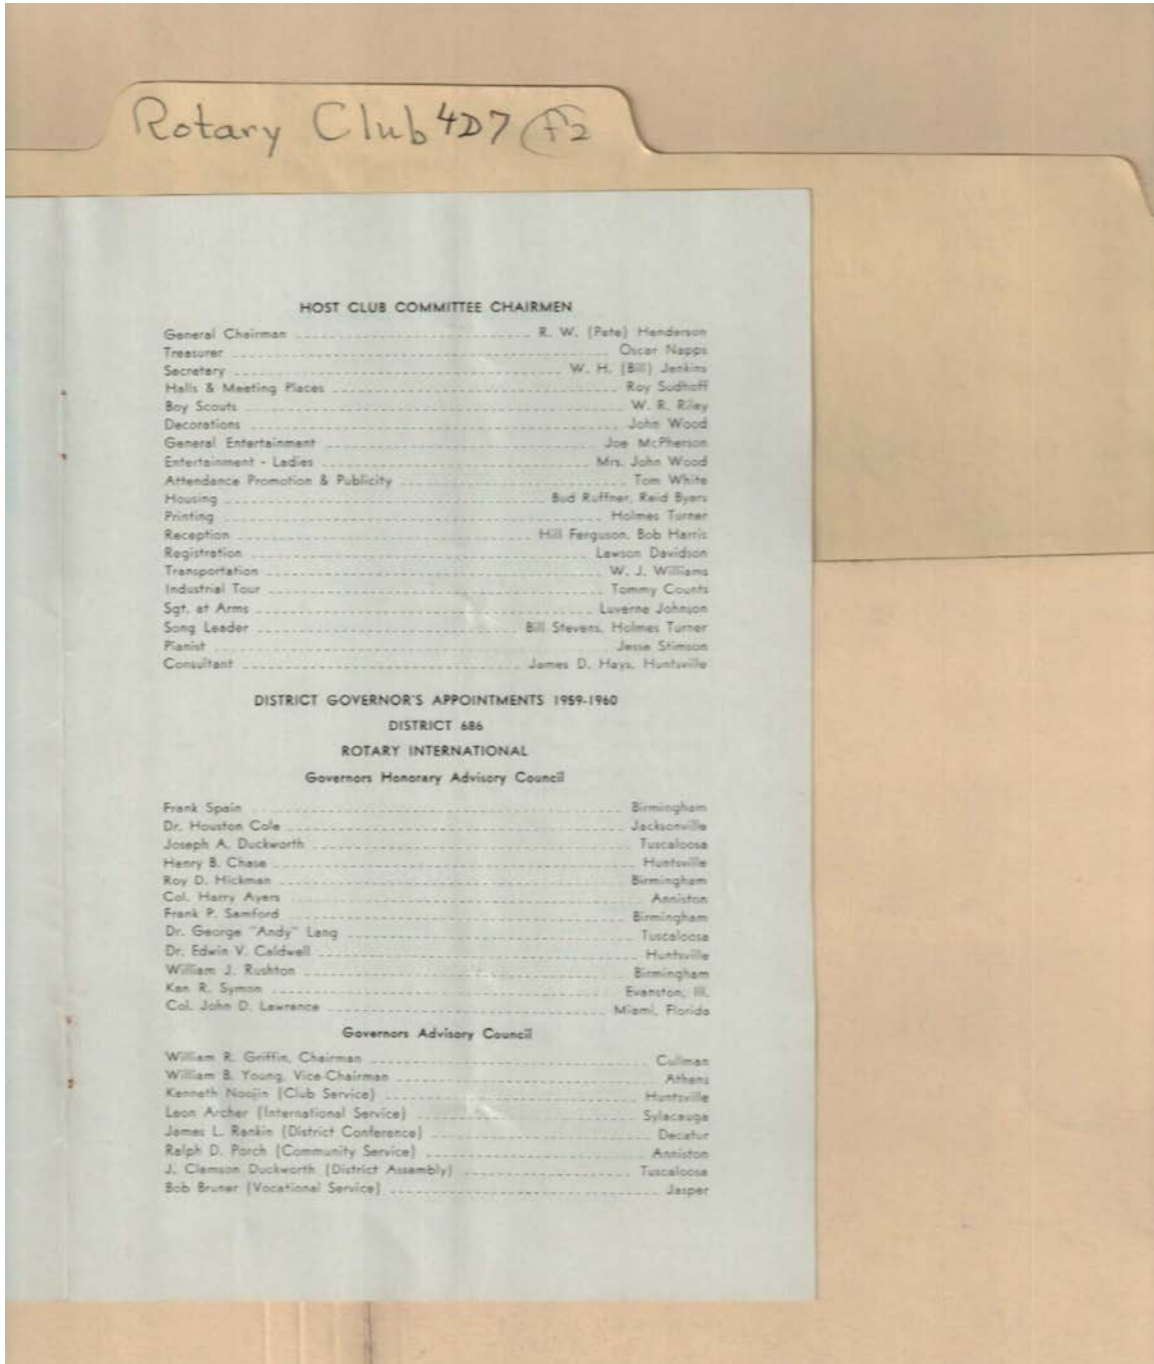 Rotary Club 4D7 F2
HOST CLUB COMMITTEE CHAIRMEN
General Chairman R. W. (Pete) Henderson
Treasurer Oscar Napps
Secretary W. H. (Bill) Jenkins
Halls & Meeting Places Roy Sudhoff
Boy Scouts W. R. Riley
Decorations John Wood
General Entertainment Joe McPherson
Entertainment - Ladies Mrs. John Wood
Attendance Promotion & Publicity Tom White
Housing Bud Ruffner, Reid Byers
Printing Holmes Turner
Reception Hill Ferguson, Bob Harris
Registration Lawson Davidson
Transportation W. J. Williams
Industrial Tour Tommy Counts
Sgt. at Arms Luverne Johnson
Song Leader Bill Stevens, Holmes Turner
Pianist Jesse Stimson
Consultant James D. Hays, Huntsville
DISTRICT GOVERNOR'S APPOINTMENTS 1959-1960
DISTRICT 686
ROTARY INTERNATIONAL
Governors Honorary Advisory Council
Frank Spain Birmingham
Dr. Houston Cole Jacksonville
Joseph A. Duckworth Tuscaloosa
Henry B. Chase Huntsville
Roy D. Hickman Birmingham
Col. Harry Ayers Anniston
Frank P. Samford Birmingham
Dr. George "Andy" Lang Tuscaloosa
Dr. Edwin V. Caldwell Huntsville
William J. Rushton Birmingham
Ken R. Symon Evanston, Ill.
Col. John D. Lawrence Miami, Florida
Governors Advisory Council
William R. Griffin, Chairman Cullman
William B. Young, Vice-Chairman Athens
Kenneth Noojin (Club Service) Huntsville
Leon Archer (International Service) Sylacauga
James L. Rankin (District Conference) Decatur
Ralph D. Porch (Community Service) Anniston
J. Clemson Duckworth (District Assembly) Tuscaloosa
Bob Bruner (Vocational Service) Jasper